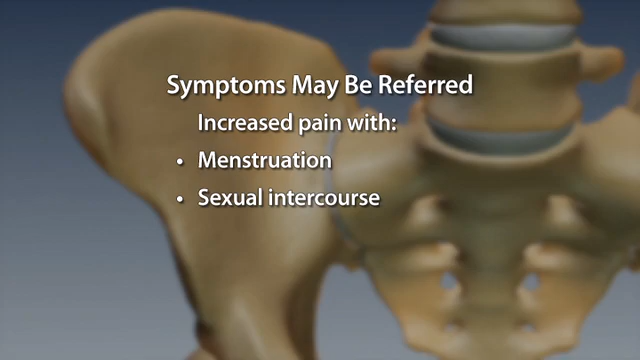 Symptoms May Be Referred
Increased pain with:
• Menstruation
• Sexual intercourse